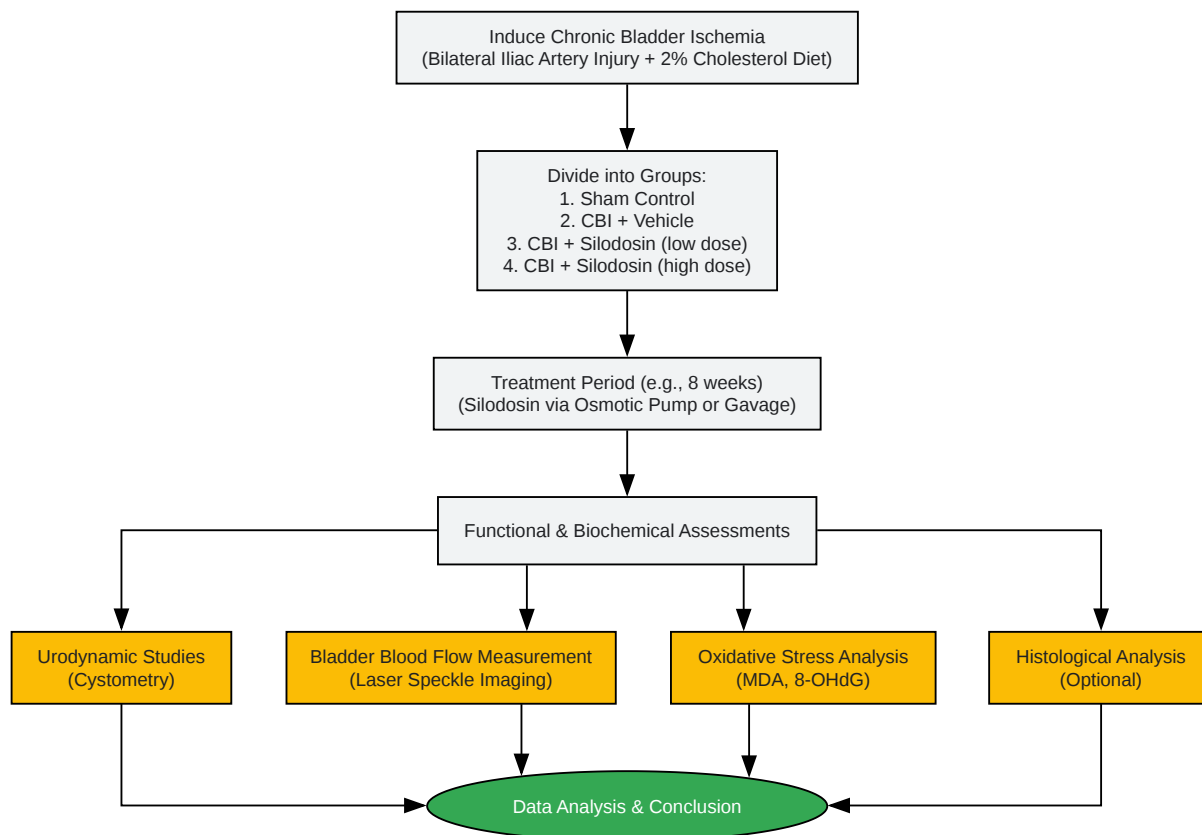 Induce Chronic Bladder Ischemia
(Bilateral Iliac Artery Injury + 2% Cholesterol Diet)
Divide into Groups:
1. Sham Control
2. CBI + Vehicle
3. CBI + Silodosin (low dose)
4. CBI + Silodosin (high dose)
Treatment Period (e.g., 8 weeks)
(Silodosin via Osmotic Pump or Gavage)
Functional & Biochemical Assessments
Urodynamic Studies
(Cystometry)
Bladder Blood Flow Measurement
(Laser Speckle Imaging)
Oxidative Stress Analysis
(MDA, 8-OHdG)
Histological Analysis
(Optional)
Data Analysis & Conclusion